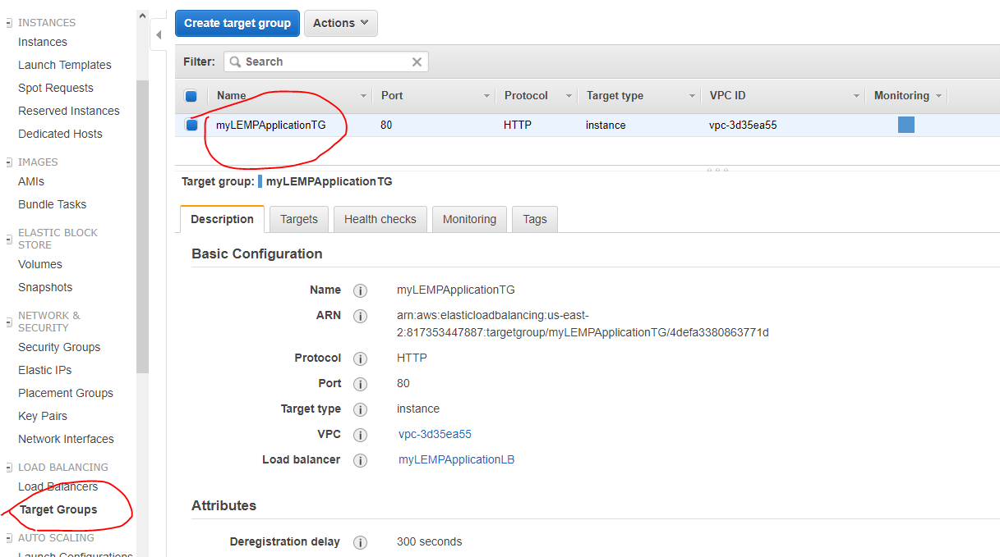 INSTANCES
Instances
Launch Templates
Spot Requests
Reserved Instances
Dedicated Hosts
IMAGES
AMIs
Bundle Tasks
ELASTIC BLOCK
STORE
Volumes
Snapshots
NETWORK &
SECURITY
Security Groups
Elastic IPs
Placement Groups
Key Pairs
Network Interfaces
LOAD BALANCING
Load Balancers
Target Groups
AUTO SCALING
Launch Configurations
Create target group Actions
Filter: Search
Name Port Protocol Target type VPC ID Monitoring
myLEMPApplicationTG 80 HTTP instance vpc-3d35ea55
Target group: myLEMPApplicationTG
Description Targets Health checks Monitoring Tags
Basic Configuration
Name myLEMPApplicationTG
ARN arn:aws:elasticloadbalancing:us-east-
2:817353447887:targetgroup/myLEMPApplicationTG/4defa3380863771d
Protocol HTTP
Port 80
Target type instance
VPC vpc-3d35ea55
Load balancer myLEMPApplicationLB
Attributes
Deregistration delay 300 seconds